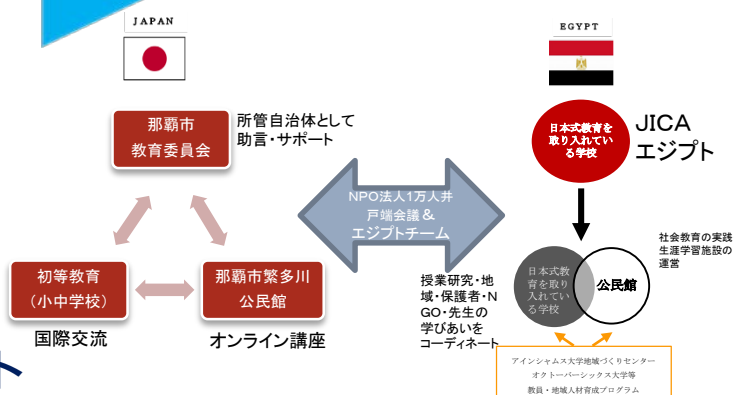 JAPAN
那覇市
教育委員会
所管自治体として
助言・サポート
初等教育
(小中学校)
国際交流
那覇市繁多川
公民館
オンライン講座
NPO法人1万人井
戸端会議&
エジプトチーム
授業研究・地
域・保護者・N
GO・先生の
学びあいを
コーディネート
EGYPT
日本式教育を
取り入れてい
る学校
JICA
エジプト
日本式教
育を取り
入れてい
る学校
公民館
社会教育の実践
生涯学習施設の
運営
アインシャムス大学地域づくりセンター
オクトーバーシックス大学等
教員・地域人材育成プログラム
ト